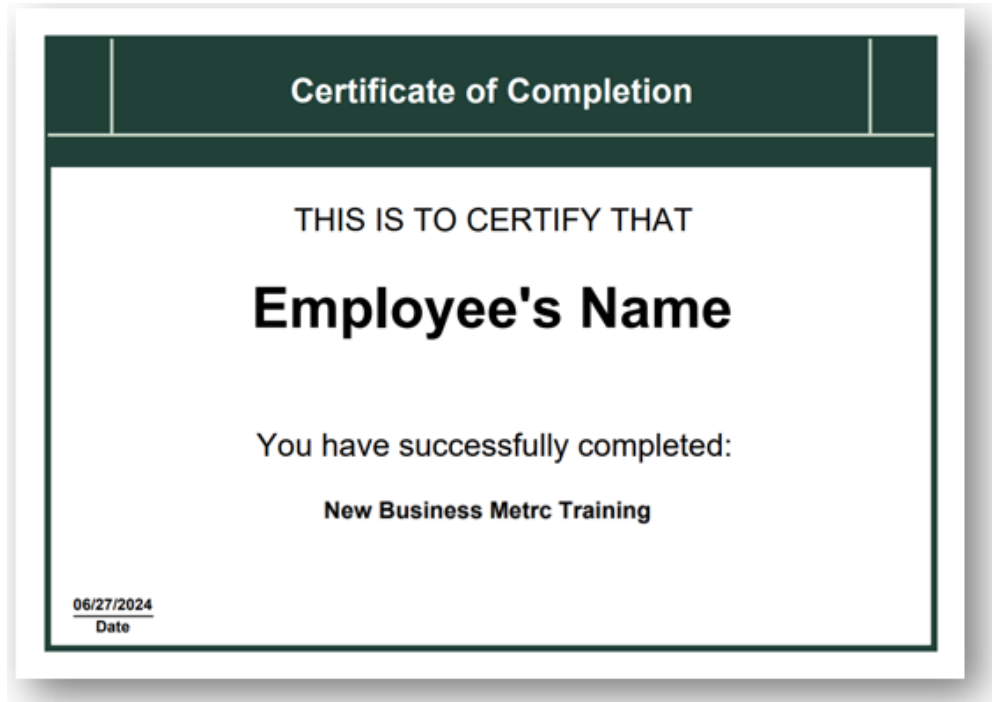 Certificate of Completion
THIS IS TO CERTIFY THAT
Employee's Name
You have successfully completed:
New Business Metrc Training
06/27/2024
Date